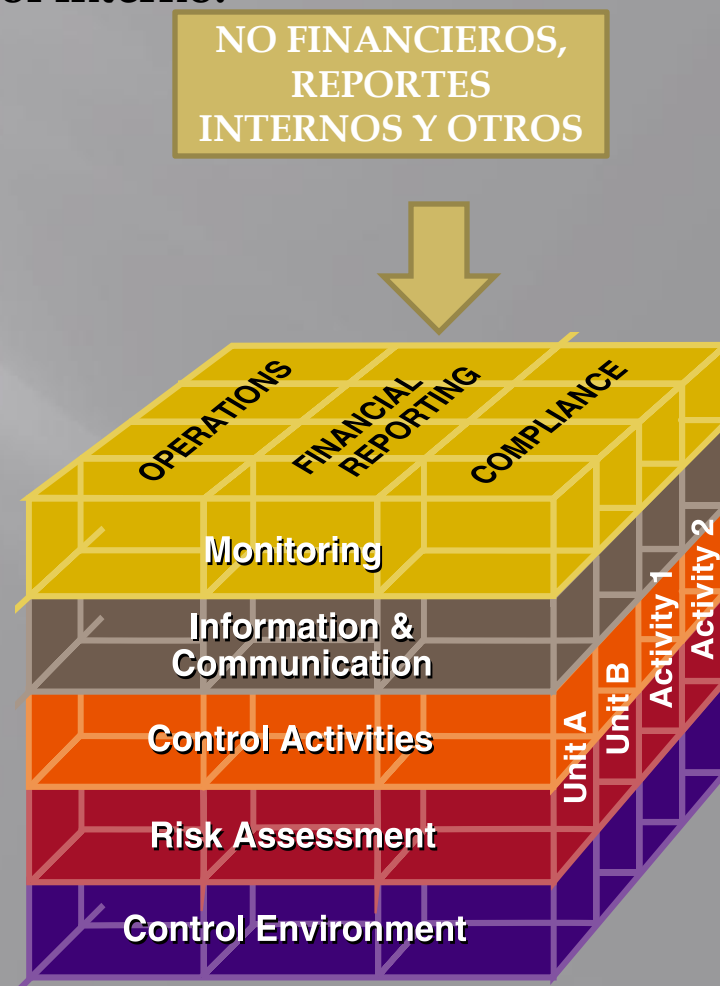 NO FINANCIEROS,
REPORTES
INTERNOS Y OTROS
OPERATIONS
FINANCIAL
REPORTING
COMPLIANCE
Monitoring
Information &
Communication
Control Activities
Risk Assessment
Control Environment
Unit A
Unit B
Activity 1
Activity 2